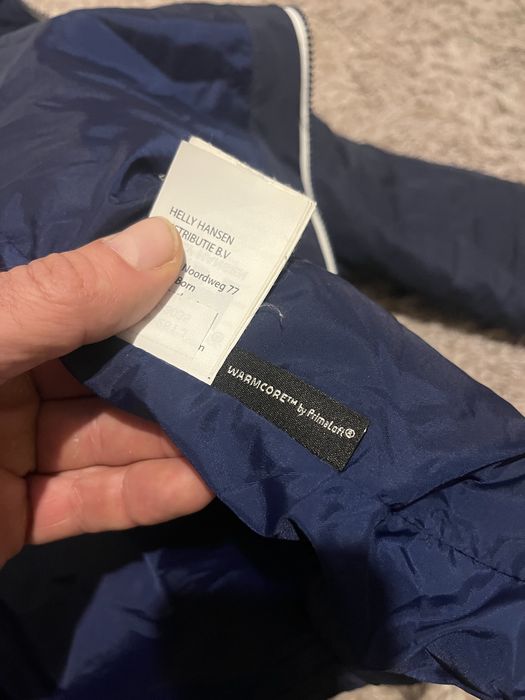 HELLY HANSEN
STRIBUTIE B.V
Noordweg 77
Born
WARMCORE™ by PrimaLoft®